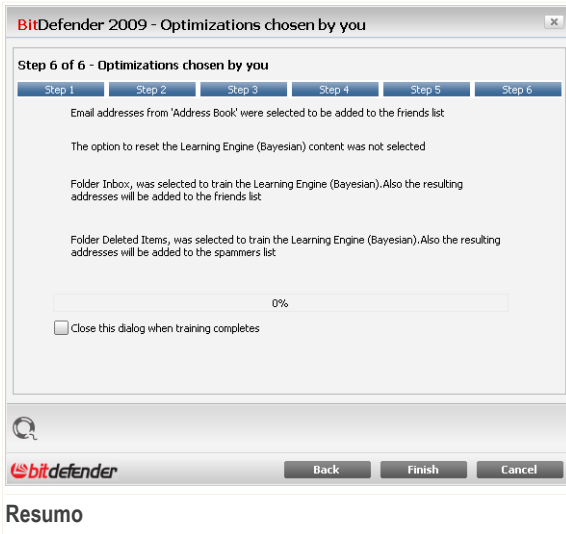 BitDefender 2009 - Optimizations chosen by you
x
Step 6 of 6 - Optimizations chosen by you
Step 1 Step 2 Step 3 Step 4 Step 5 Step 6
Email addresses from 'Address Book' were selected to be added to the friends list
The option to reset the Learning Engine (Bayesian) content was not selected
Folder Inbox, was selected to train the Learning Engine (Bayesian).Also the resulting
addresses will be added to the friends list
Folder Deleted Items, was selected to train the Learning Engine (Bayesian).Also the resulting
addresses will be added to the spammers list
0%
Close this dialog when training completes
bitdefender Back Finish Cancel
Resumo